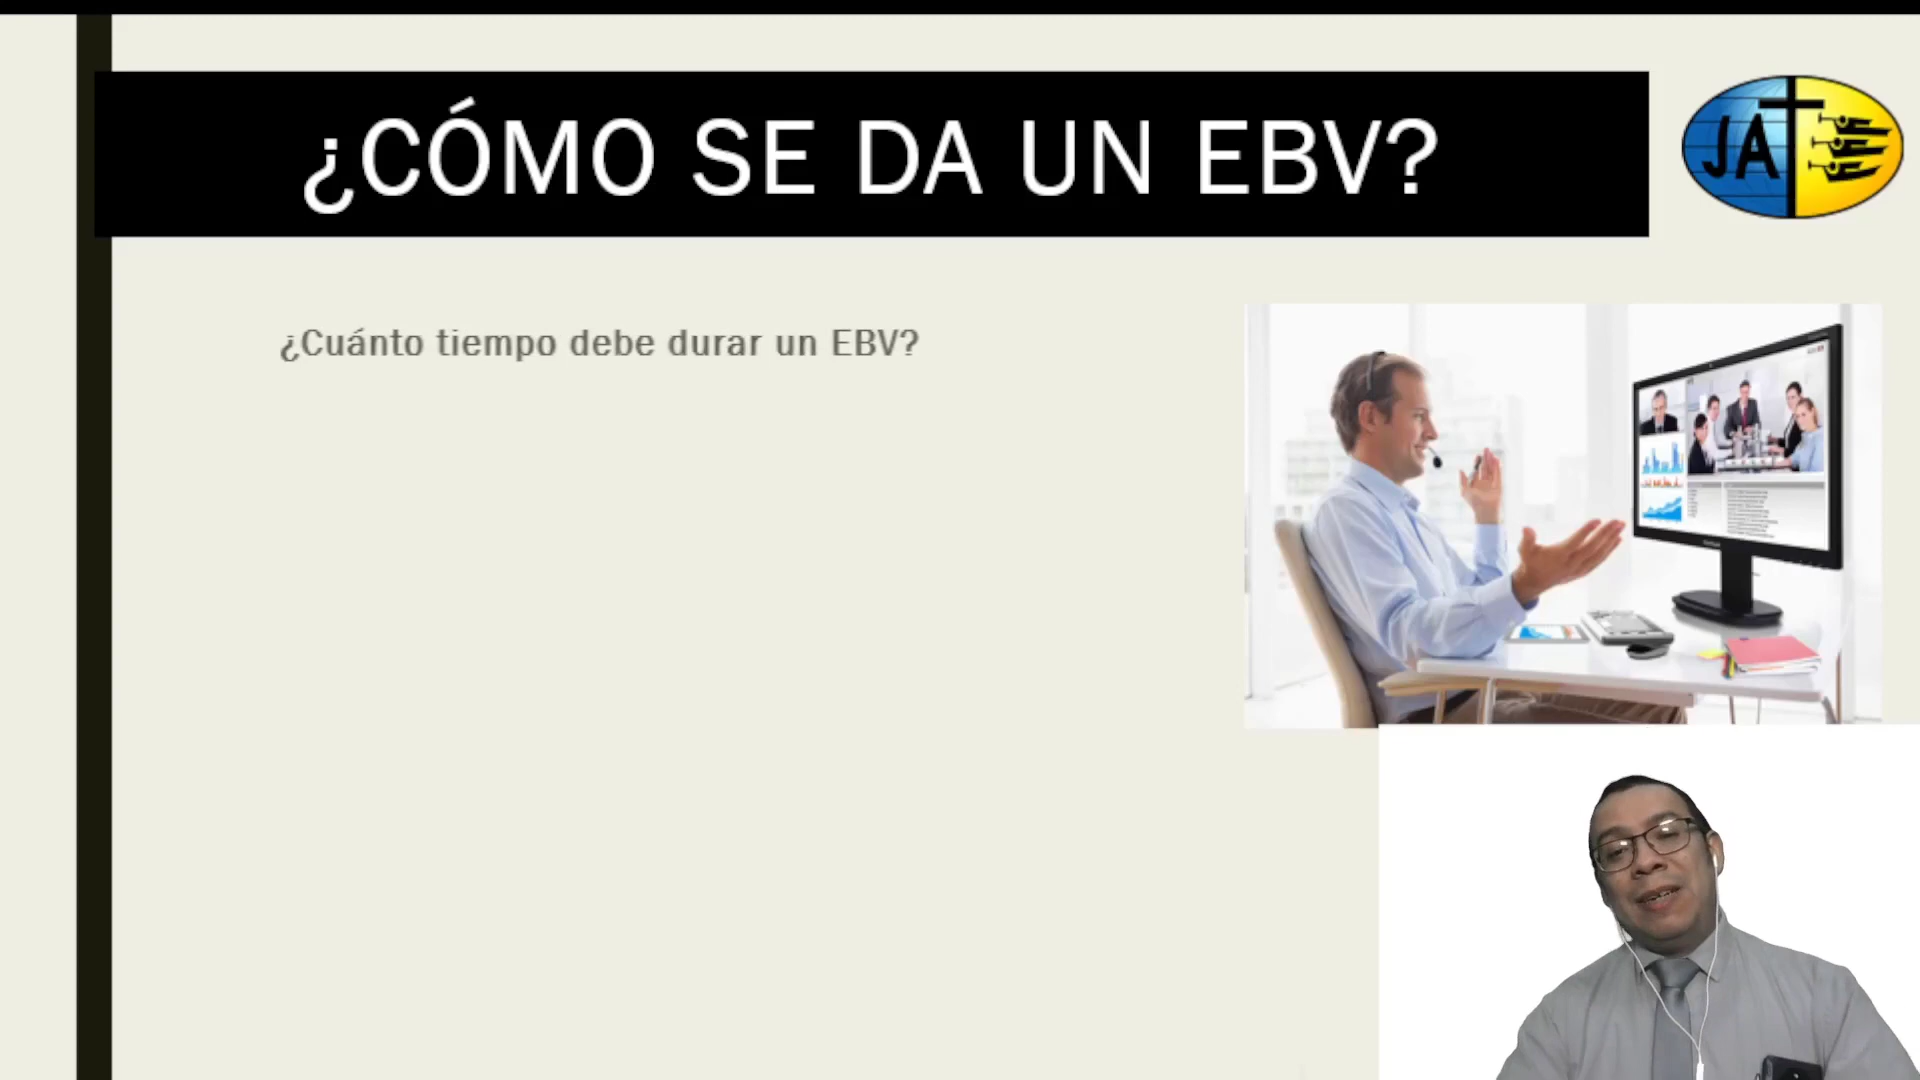 ¿CÓMO SE DA UN EBV?
JA
¿Cuánto tiempo debe durar un EBV?